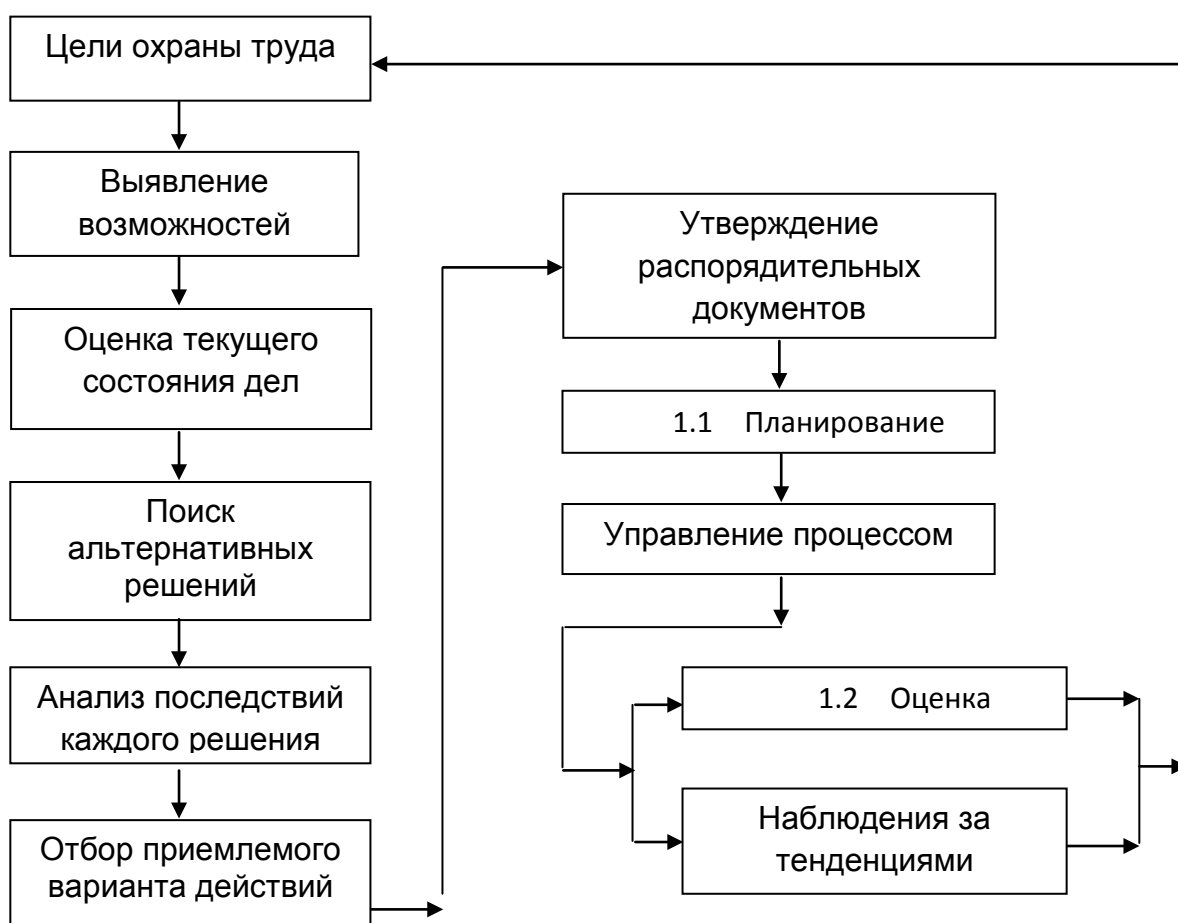 Цели охраны труда
Выявление
возможностей
Оценка текущего
состояния дел
Поиск
альтернативных
решений
Анализ последствий
каждого решения
Отбор приемлемого
варианта действий
Утверждение
распорядительных
документов
1.1 Планирование
Управление процессом
1.2 Оценка
Наблюдения за
тенденциями